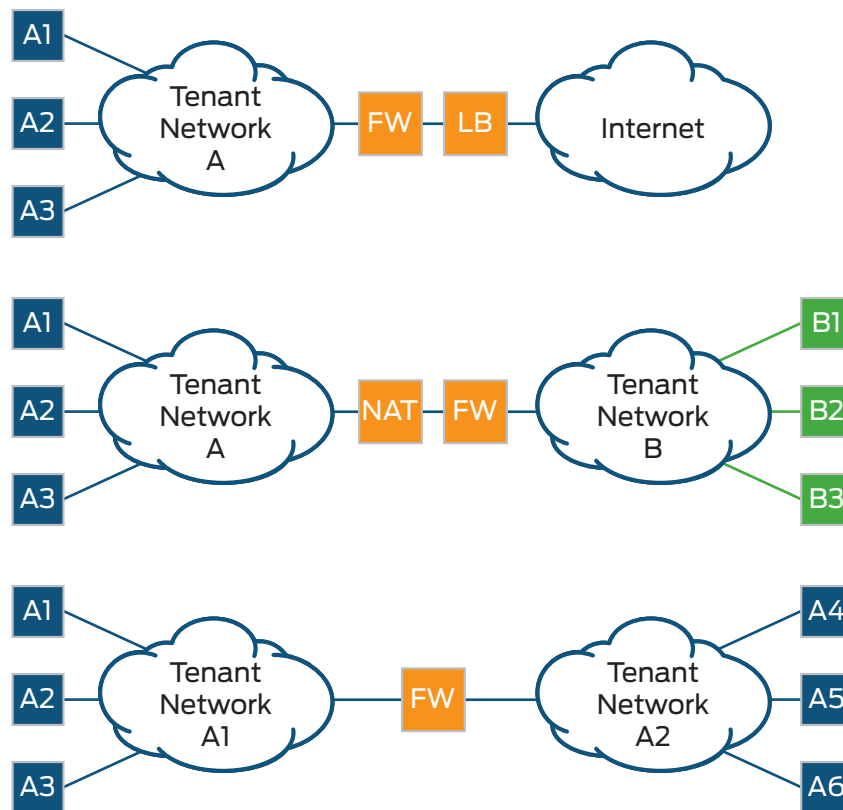 A1
Tenant
Network
A
A2
FW
LB
Internet
A3
A1
Tenant
Network
A
A2
NAT
FW
Tenant
Network
B
B1
B2
A3
B3
A1
Tenant
Network
A1
A2
FW
Tenant
Network
A2
A4
A5
A3
A6